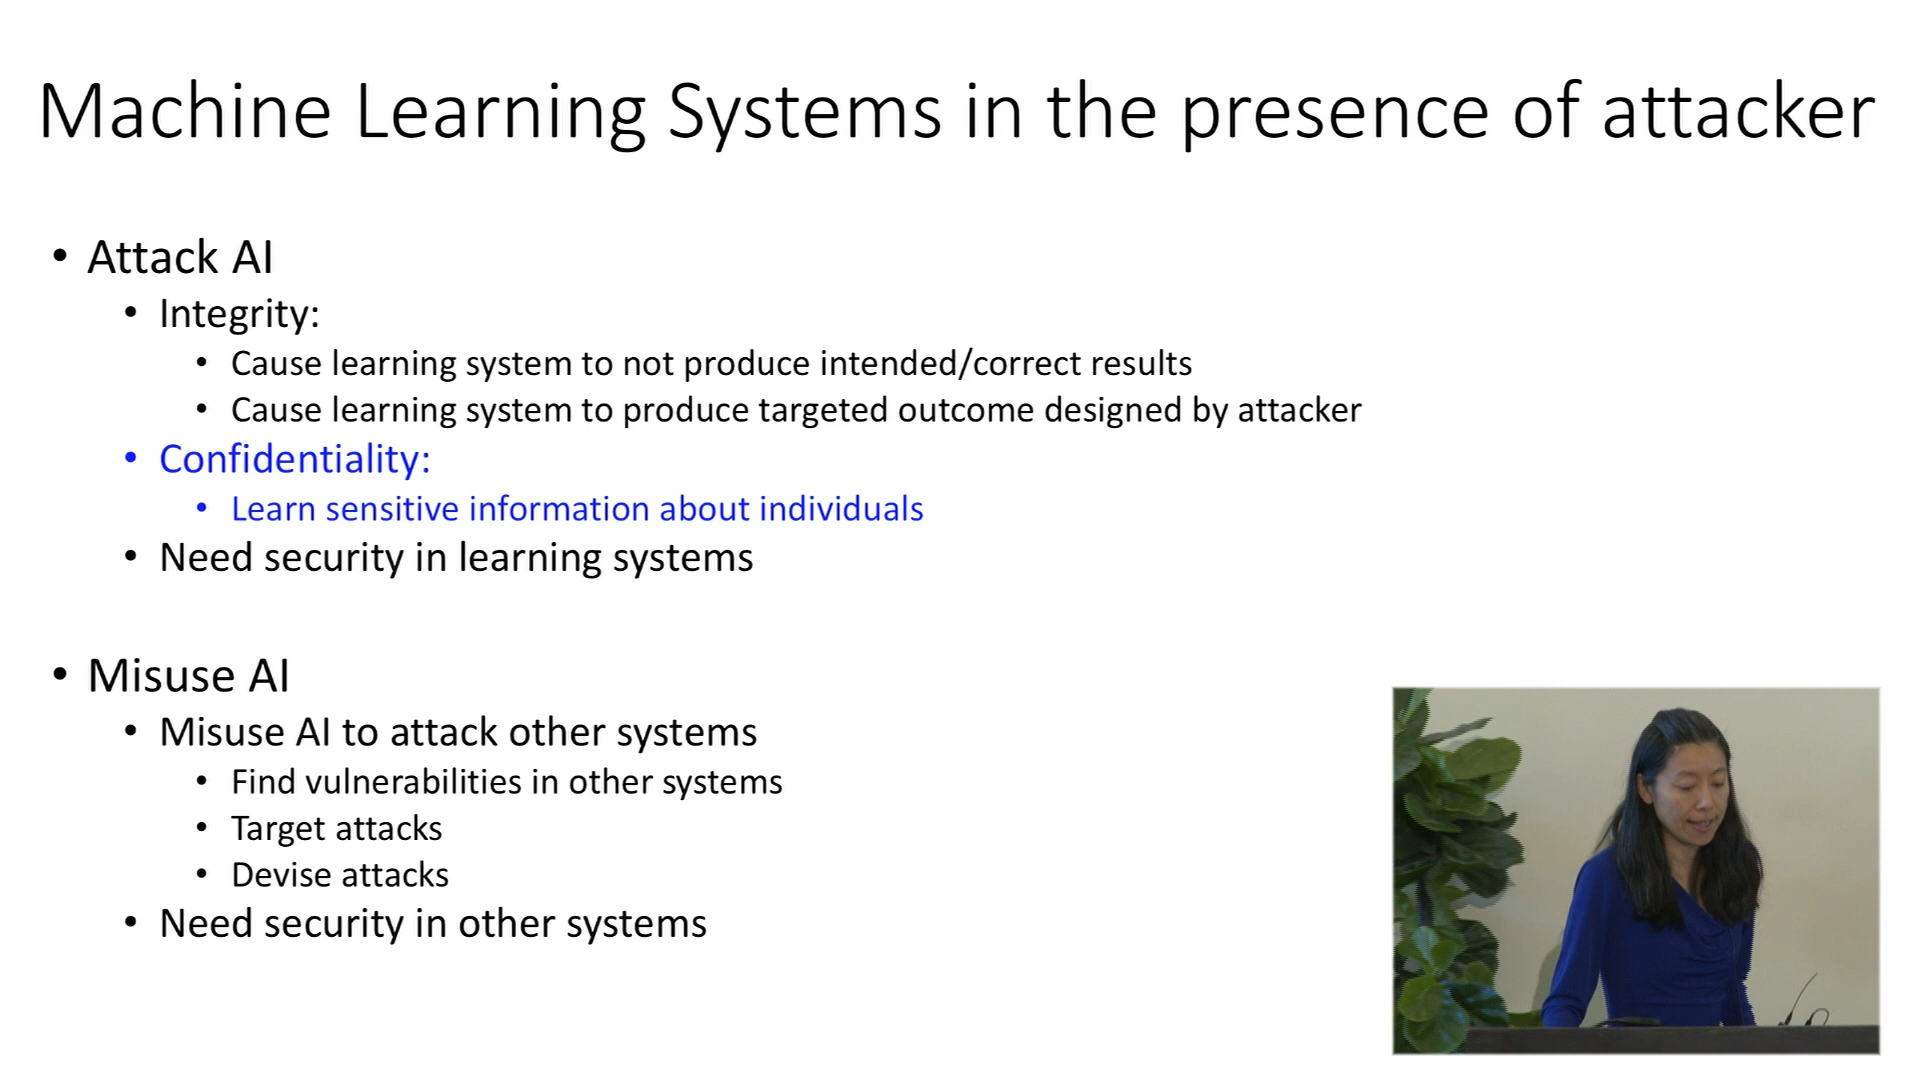 Machine Learning Systems in the presence of attacker
• Attack AI
• Integrity:
• Cause learning system to not produce intended/correct results
• Cause learning system to produce targeted outcome designed by attacker
• Confidentiality:
• Learn sensitive information about individuals
• Need security in learning systems
• Misuse AI
• Misuse AI to attack other systems
• Find vulnerabilities in other systems
• Target attacks
• Devise attacks
• Need security in other systems